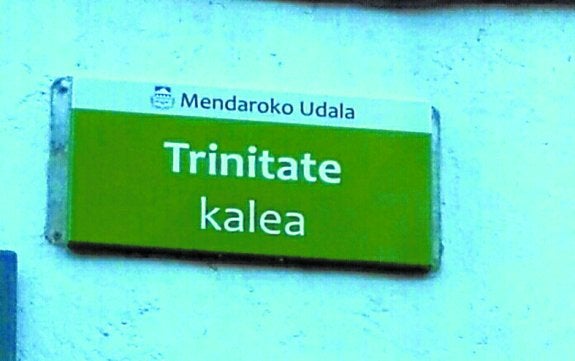 Mendaroko Udala
Trinitate
kalea